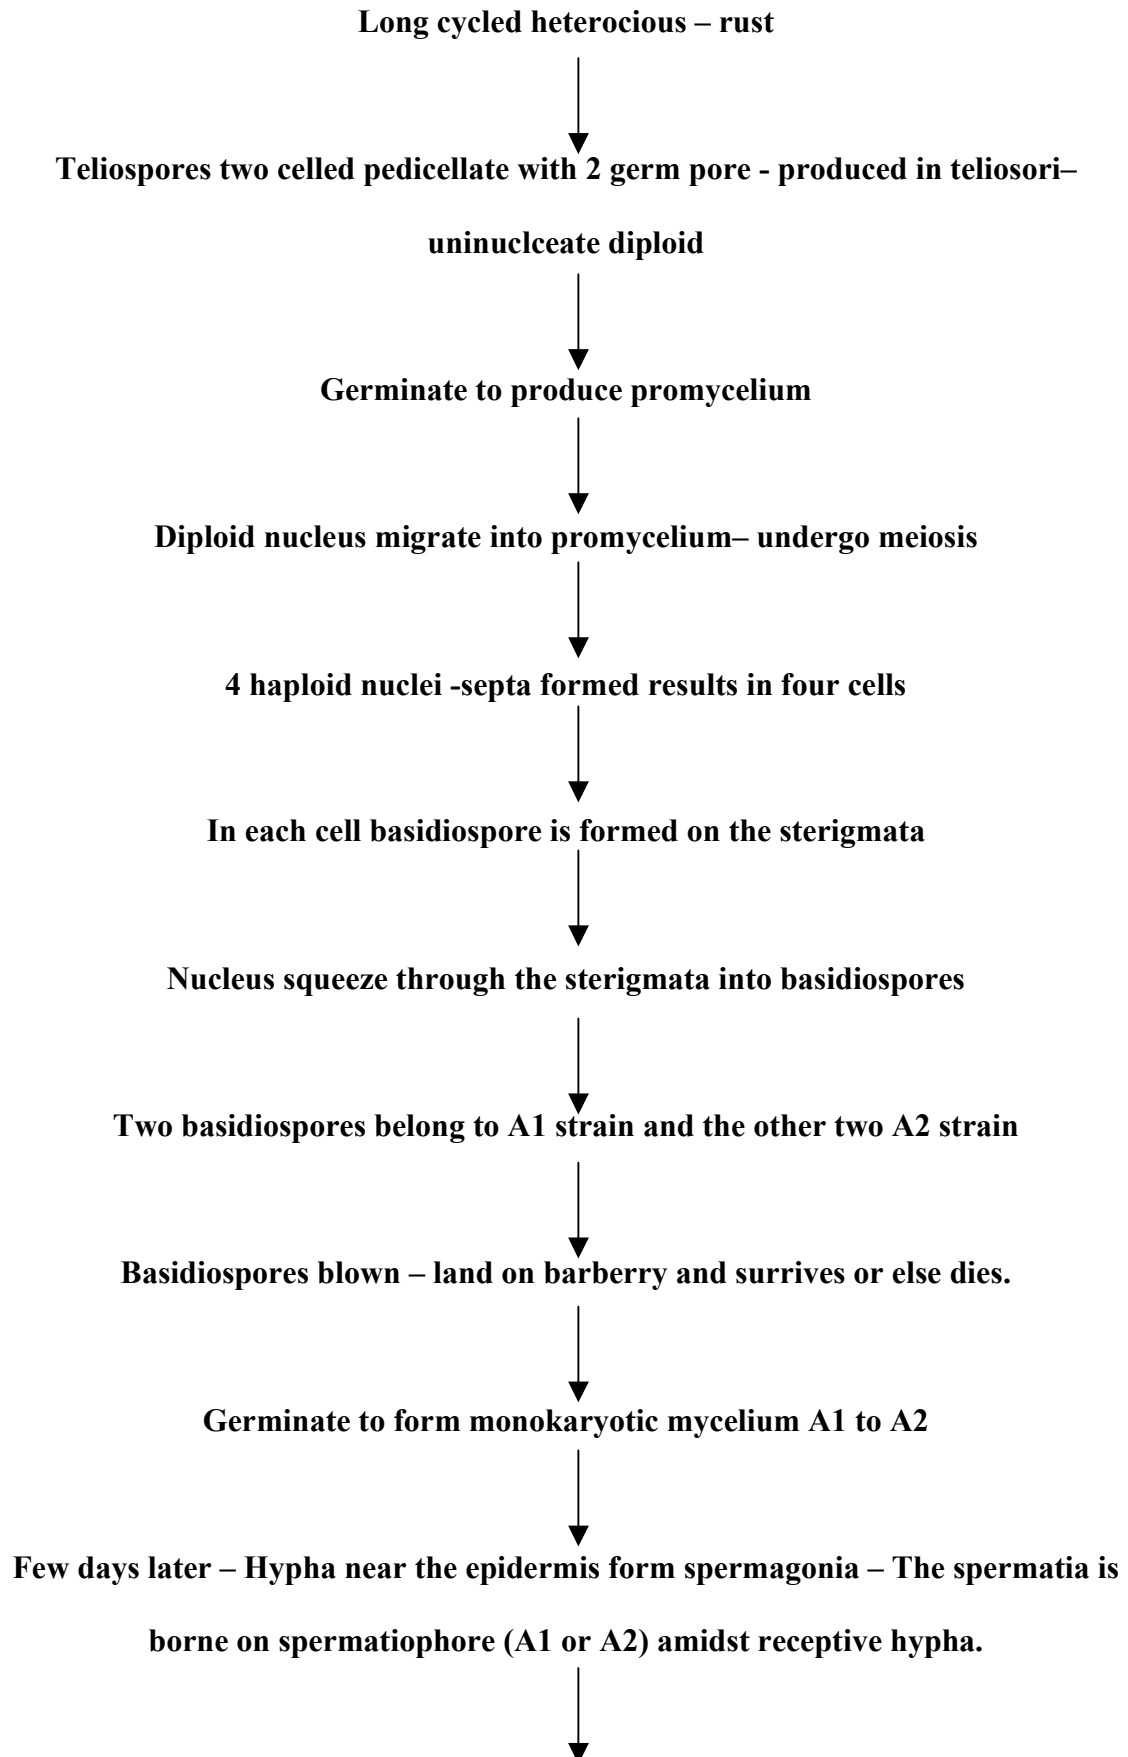 Long cycled heterocious – rust
Teliospores two celled pedicellate with 2 germ pore - produced in teliosori–
uninuclceate diploid
Germinate to produce promycelium
Diploid nucleus migrate into promycelium– undergo meiosis
4 haploid nuclei -septa formed results in four cells
In each cell basidiospore is formed on the sterigmata
Nucleus squeeze through the sterigmata into basidiospores
Two basidiospores belong to A1 strain and the other two A2 strain
Basidiospores blown – land on barberry and surrives or else dies.
Germinate to form monokaryotic mycelium A1 to A2
Few days later – Hypha near the epidermis form spermagonia – The spermatia is
borne on spermatiophore (A1 or A2) amidst receptive hypha.